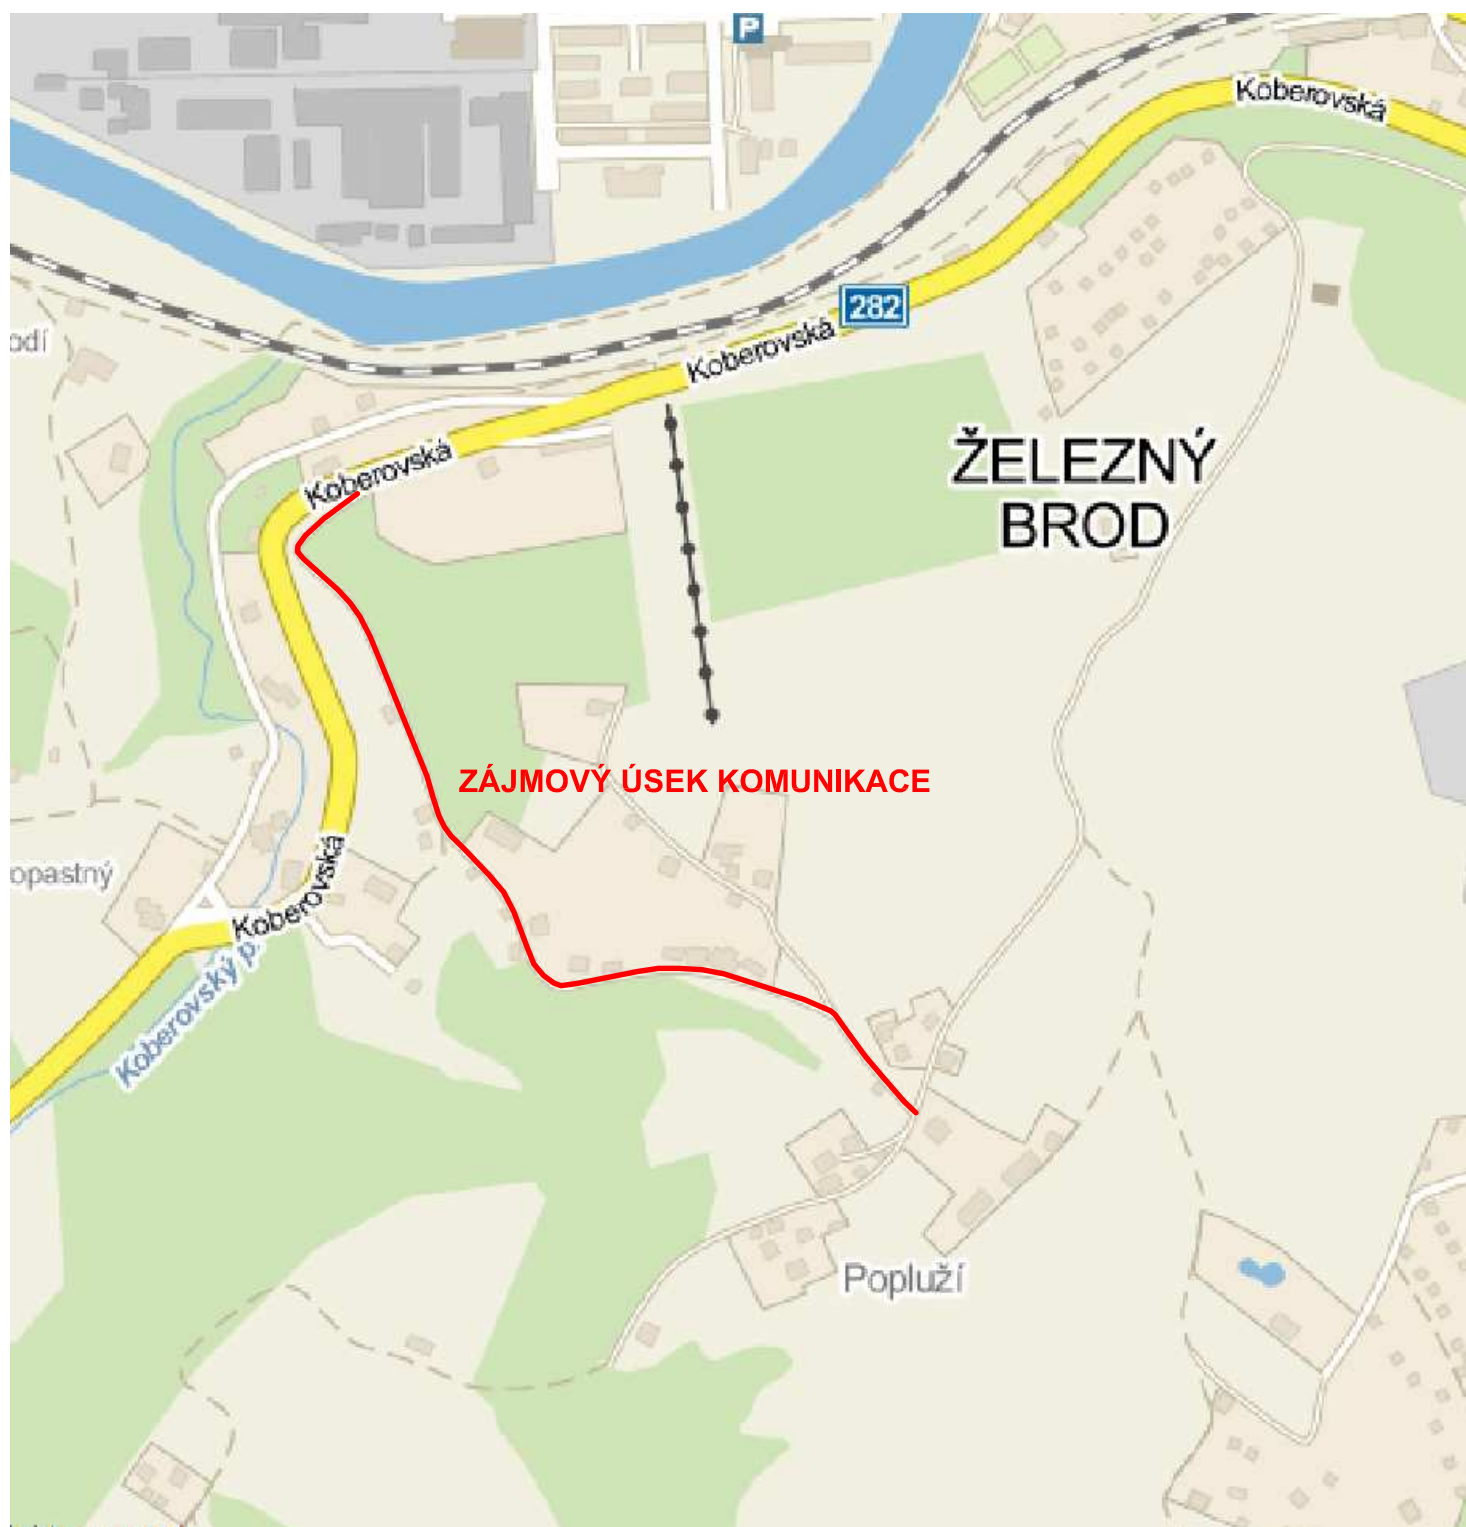 P
Koberovská
282
Koberovská
odí
ŽELEZNÝ
BROD
Koberovská
ZÁJMOVÝ ÚSEK KOMUNIKACE
opastný
Koberovská
Koberovský p.
Popluží